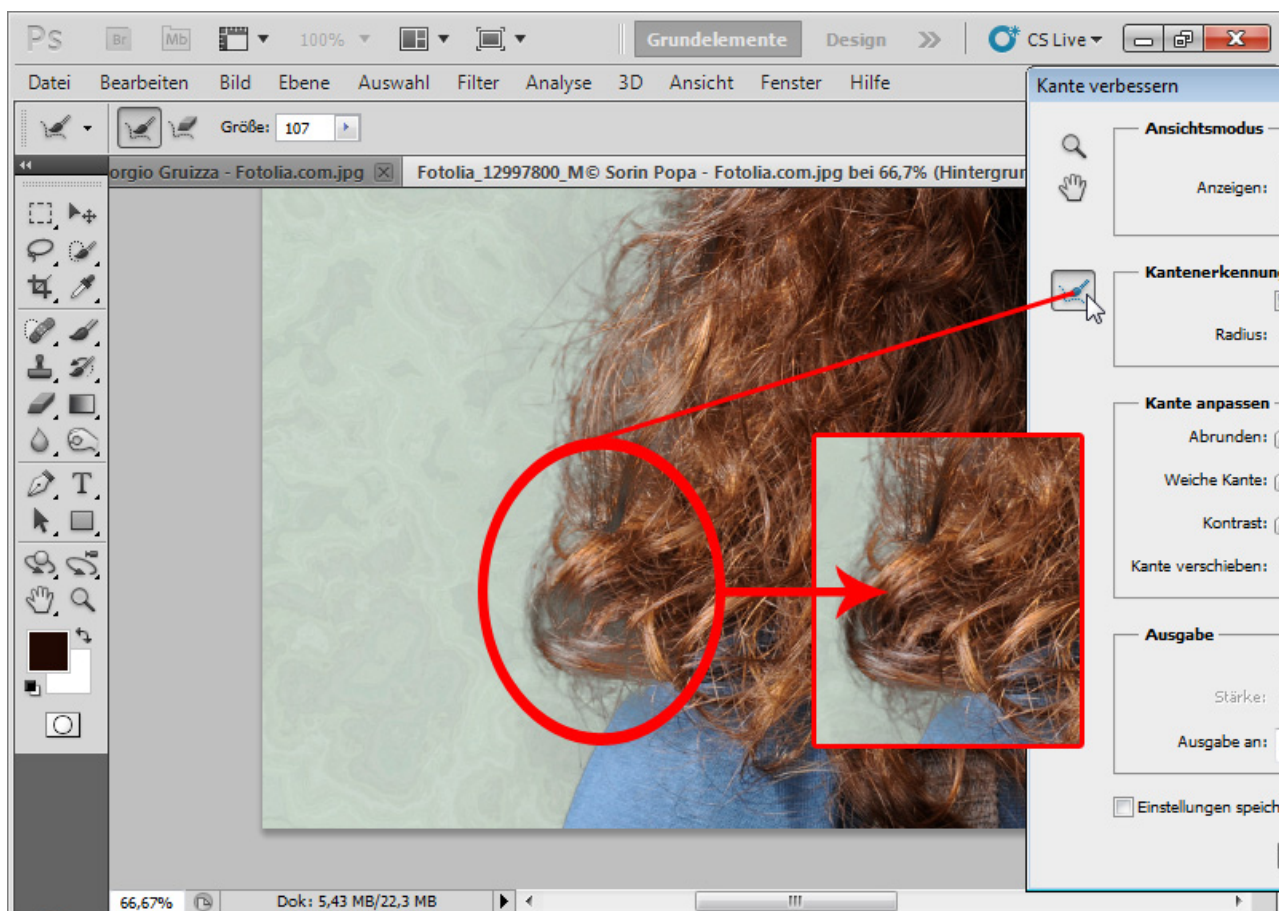 Ps Br Mb 100% Grundelemente Design CS Live
Datei Bearbeiten Bild Ebene Auswahl Filter Analyse 3D Ansicht Fenster Hilfe
Größe: 107
orgio Gruizza - Fotolia.com.jpg Fotolia_12997800_M© Sorin Popa - Fotolia.com.jpg bei 66,7% (Hintergrun
Kante verbessern
Ansichtsmodus
Anzeigen:
Kantenerkennung
Radius:
Kante anpassen
Abrunden:
Weiche Kante:
Kontrast:
Kante verschieben:
Ausgabe
Stärke:
Ausgabe an:
Einstellungen speich
66,67% Dok: 5,43 MB/22,3 MB